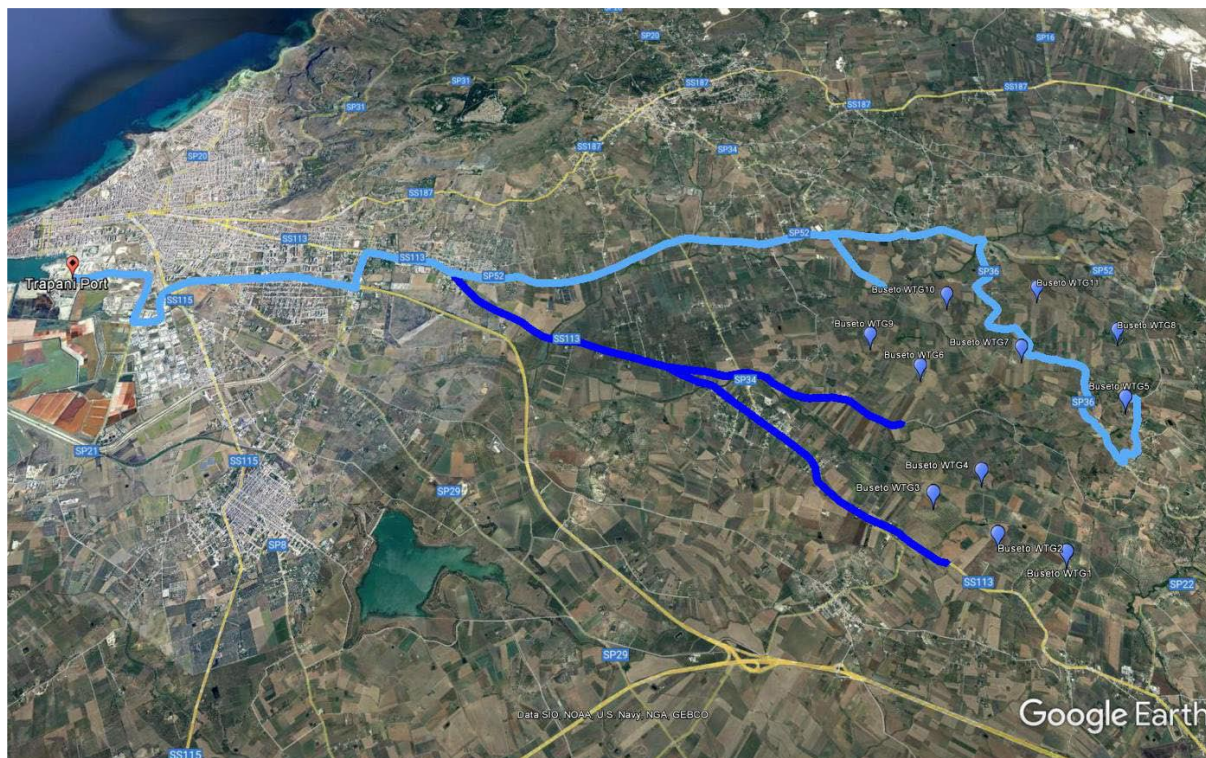 SP20
SP16
SP31
SP31
SS187
SS187
SS187
SS187
SP20
SP34
SS187
SS113
SP52
SS113
SP52
SP36
SP52
Trapani Port
SS115
Buseto WTG10
Buseto WTG11
Buseto WTG9
Buseto WTG7
Buseto WTG8
SS113
Buseto WTG6
SP34
Buseto WTG5
SP36
SP21
SS115
Buseto WTG4
SP29
Buseto WTG3
SP8
Buseto WTG2
Buseto WTG1
SS113
SP22
SP29
Data SIO, NOAA, U.S. Navy, NGA, GEBCO
Google Earth
SS115